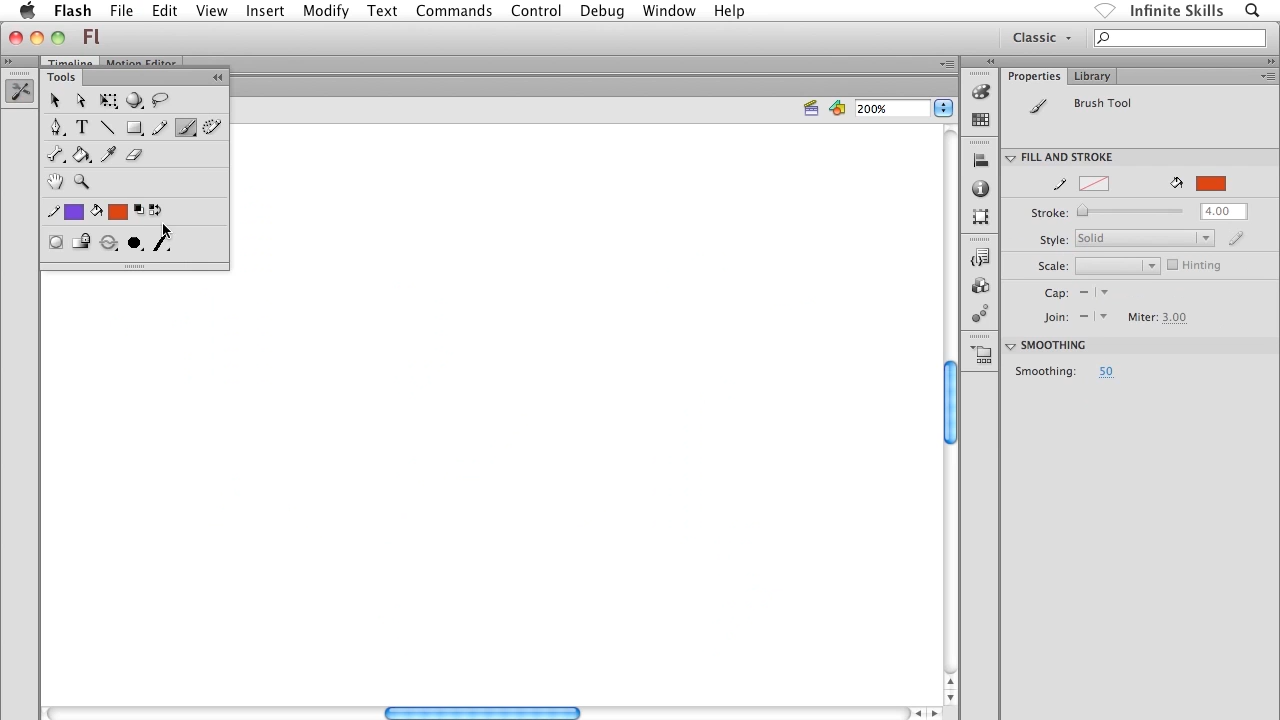 Flash File Edit View Insert Modify Text Commands Control Debug Window Help Infinite Skills
Fl Classic
Timeline Motion Editor
Tools
Properties Library
200%
Brush Tool
FILL AND STROKE
Stroke: 4.00
Style: Solid
Scale: Hinting
Cap:
Join: Miter: 3.00
SMOOTHING
Smoothing: 50